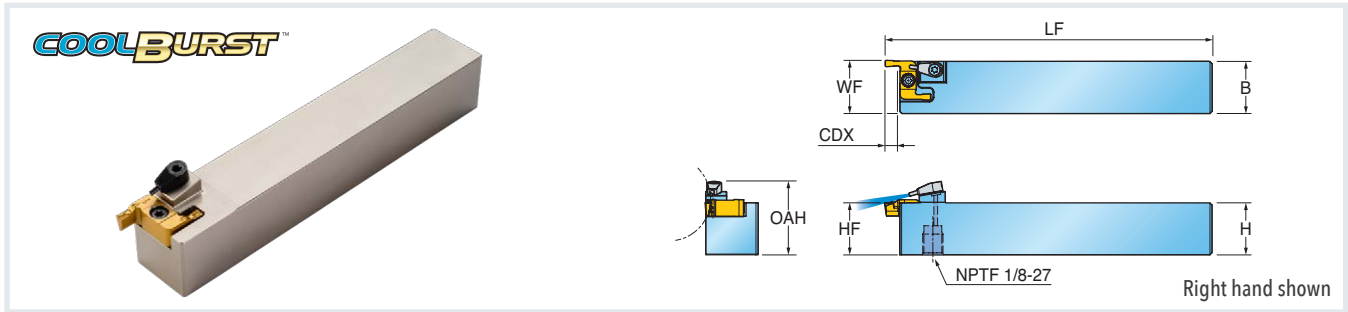 COOLBURST™
LF
WF
B
CDX
OAH
HF
H
NPTF 1/8-27
Right hand shown